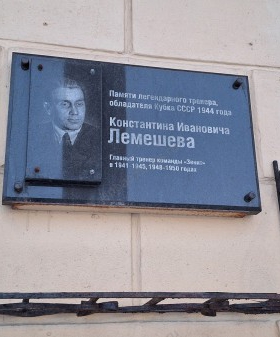 Памяти легендарного тренера,
обладателя Кубка СССР 1944 года
Константина Ивановича
Лемешева
Главный тренер команды «Зенит»
в 1941-1945, 1948-1950 годах